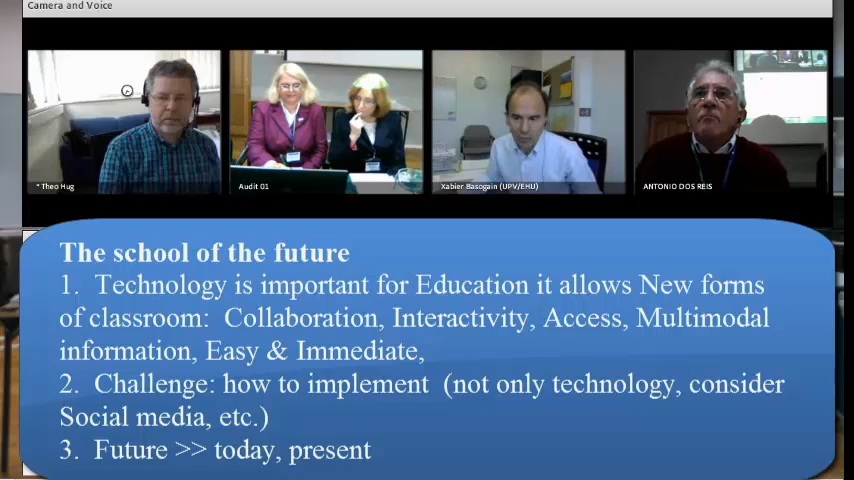 Camera and Voice
* Theo Hug
Audit 01
Xabier Basogain (UPV/EHU)
ANTONIO DOS REIS
The school of the future
1. Technology is important for Education it allows New forms
of classroom: Collaboration, Interactivity, Access, Multimodal
information, Easy & Immediate,
2. Challenge: how to implement (not only technology, consider
Social media, etc.)
3. Future >> today, present